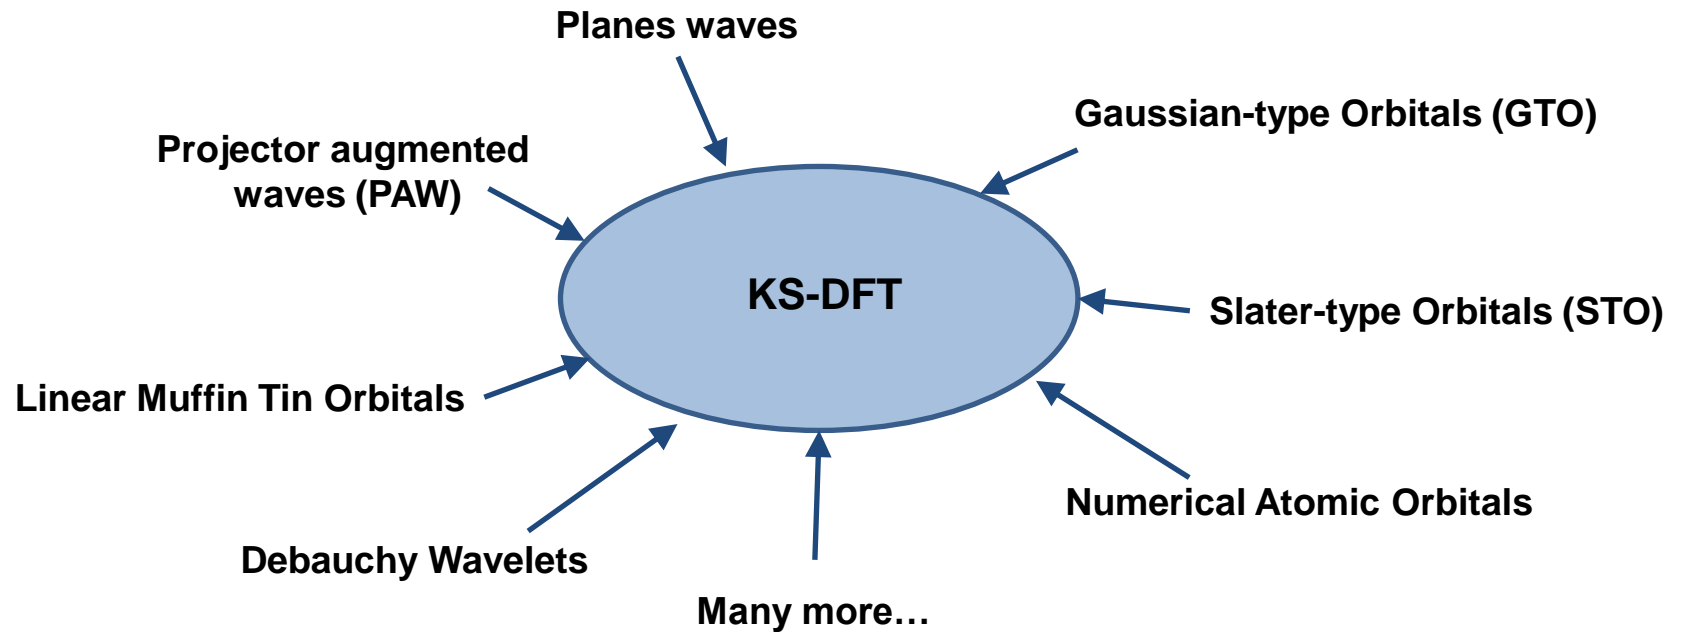 Planes waves
Gaussian-type Orbitals (GTO)
Projector augmented
waves (PAW)
KS-DFT
Slater-type Orbitals (STO)
Linear Muffin Tin Orbitals
Numerical Atomic Orbitals
Debauchy Wavelets
Many more…